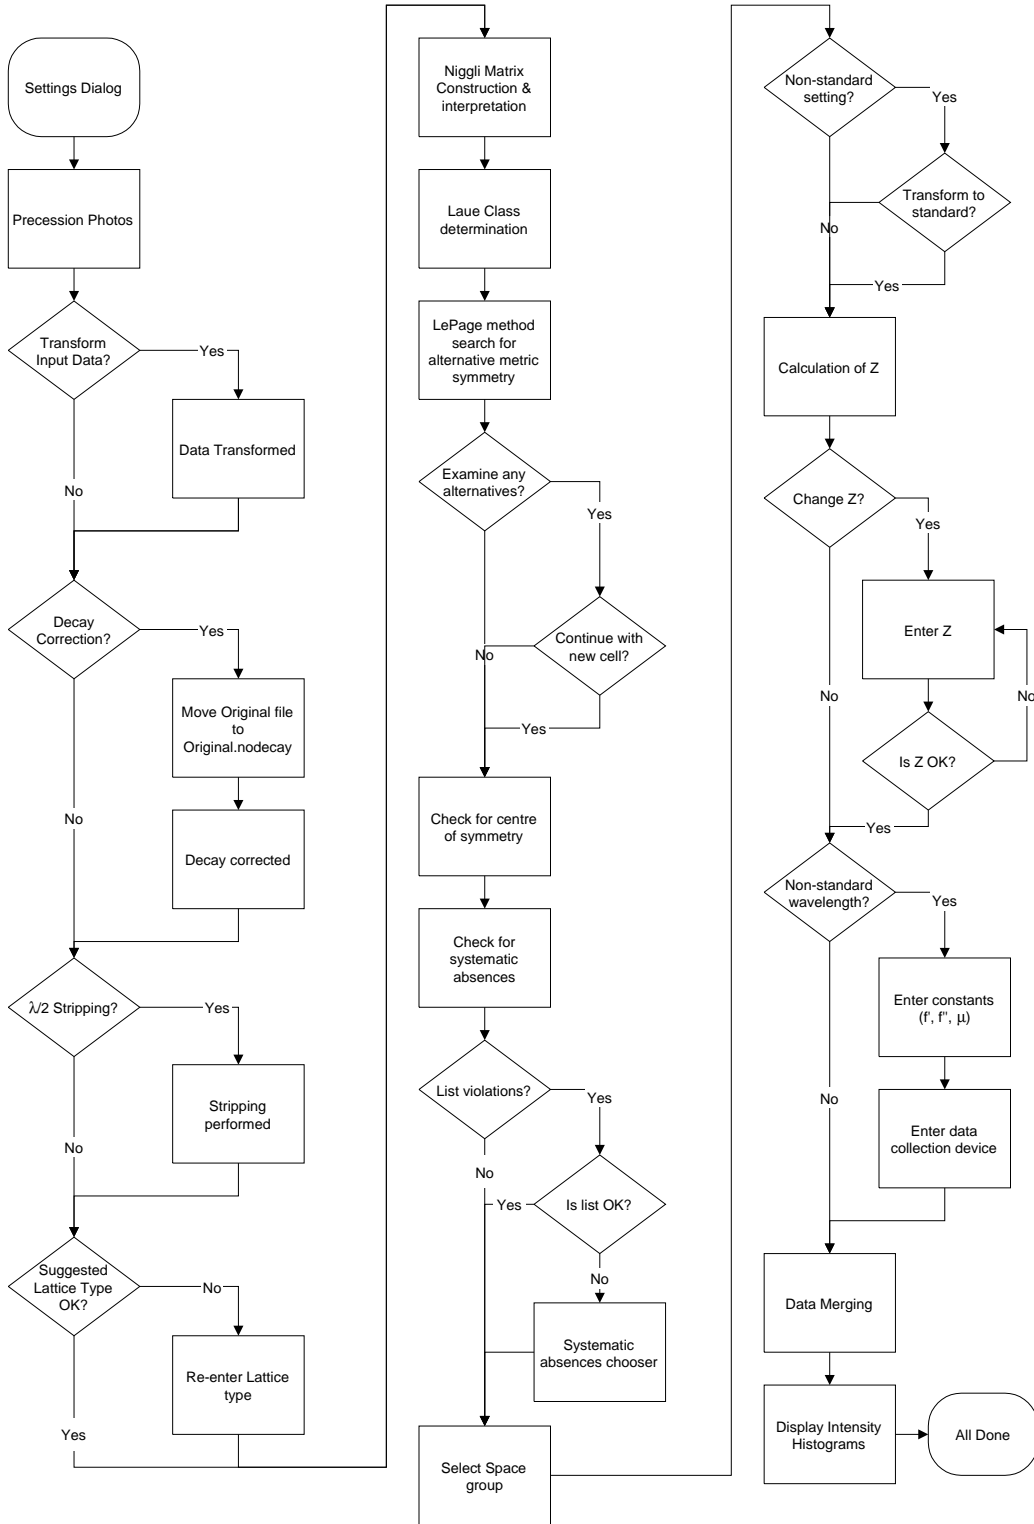 Settings Dialog
Precession Photos
Transform
Input Data?
Yes
Data Transformed
No
Decay
Correction?
Yes
Move Original file
to
Original.nodecay
No
Decay corrected
λ/2 Stripping?
Yes
Stripping
performed
No
Suggested
Lattice Type
OK?
No
Re-enter Lattice
type
Yes
Niggli Matrix
Construction &
interpretation
Laue Class
determination
LePage method
search for
alternative metric
symmetry
Examine any
alternatives?
Yes
Continue with
new cell?
No
Yes
Check for centre
of symmetry
Check for
systematic
absences
List violations?
Yes
No
Is list OK?
Yes
No
Systematic
absences chooser
Select Space
group
Non-standard
setting?
Yes
Transform to
standard?
No
Yes
Calculation of Z
Change Z?
Yes
Enter Z
No
No
Is Z OK?
Yes
Non-standard
wavelength?
Yes
Enter constants
(f', f", μ)
No
Enter data
collection device
Data Merging
Display Intensity
Histograms
All Done